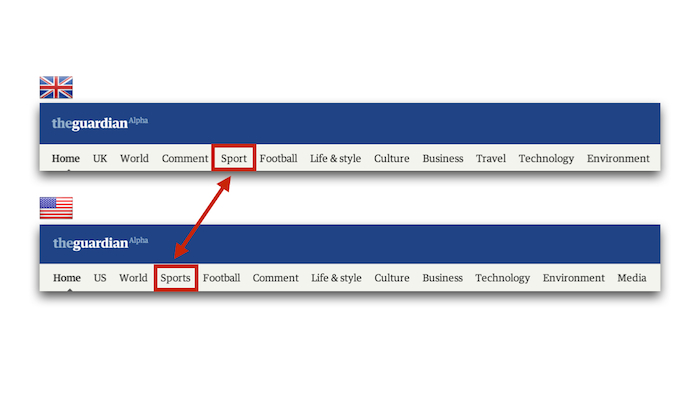 theguardian Alpha
Home UK World Comment Sport Football Life & style Culture Business Travel Technology Environment
theguardian Alpha
Home US World Sports Football Comment Life & style Culture Business Technology Environment Media